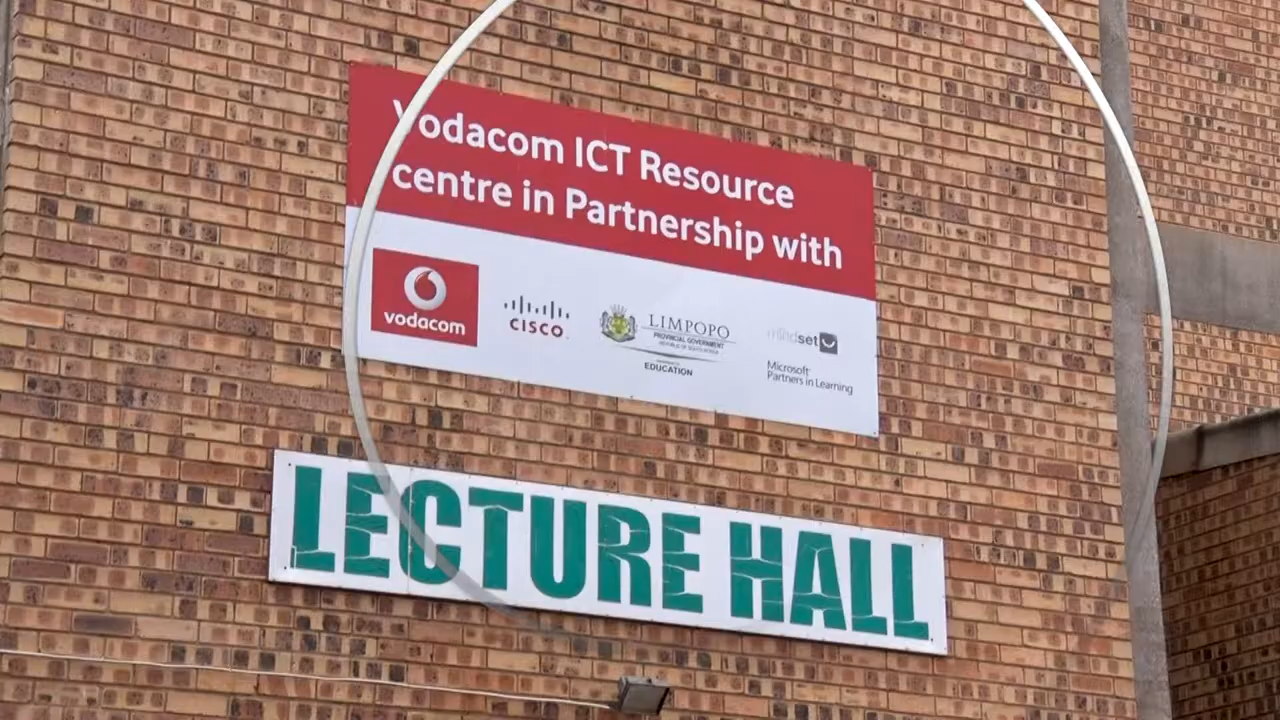 Vodacom ICT Resource
centre in Partnership with
vodacom
CISCO
LIMPOPO
PROVINCIAL GOVERNMENT
REPUBLIC OF SOUTH AFRICA
EDUCATION
mindset
Microsoft
Partners in Learning
LECTURE HALL